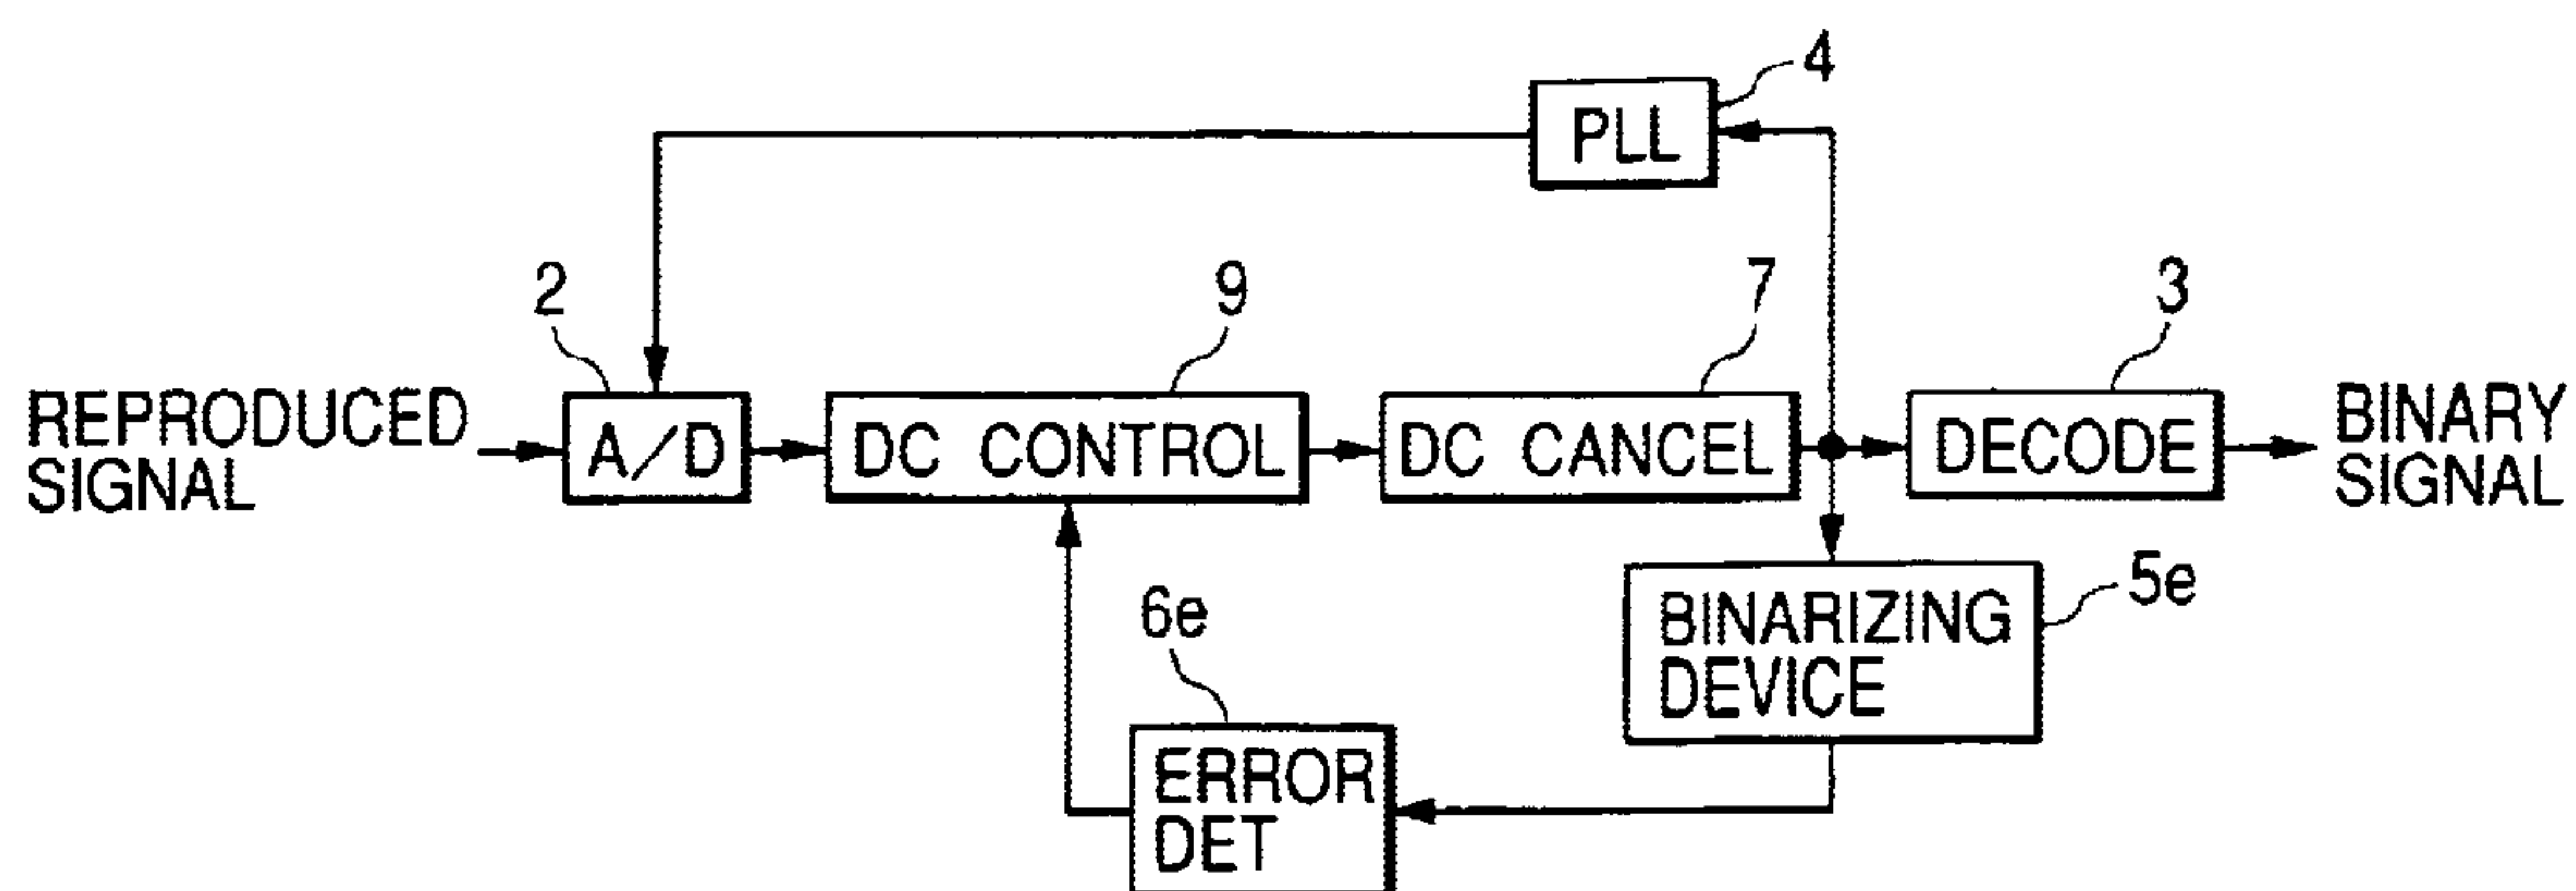 4
PLL
2
9
7
3
REPRODUCED
SIGNAL
A/D
DC CONTROL
DC CANCEL
DECODE
BINARY
SIGNAL
5e
BINARIZING
DEVICE
6e
ERROR
DET